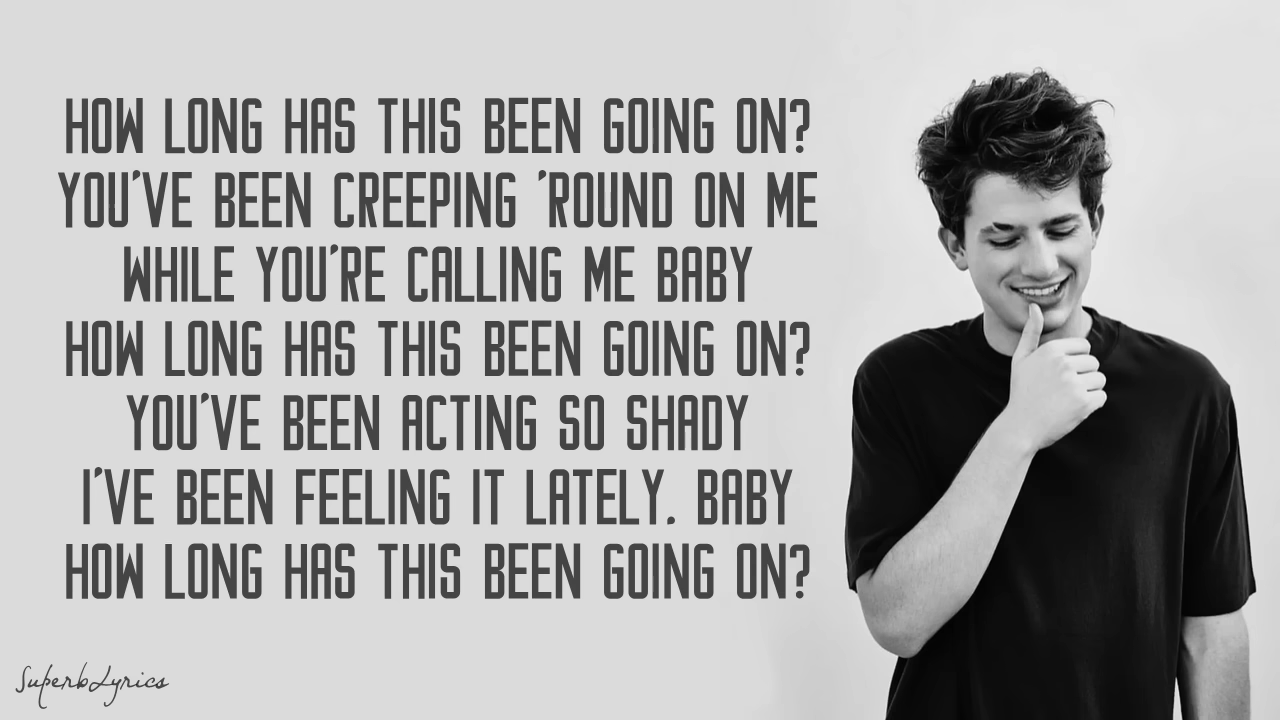 HOW LONG HAS THIS BEEN GOING ON?
YOU'VE BEEN CREEPING 'ROUND ON ME
WHILE YOU'RE CALLING ME BABY
HOW LONG HAS THIS BEEN GOING ON?
YOU'VE BEEN ACTING SO SHADY
I'VE BEEN FEELING IT LATELY, BABY
HOW LONG HAS THIS BEEN GOING ON?
SuperbLyrics